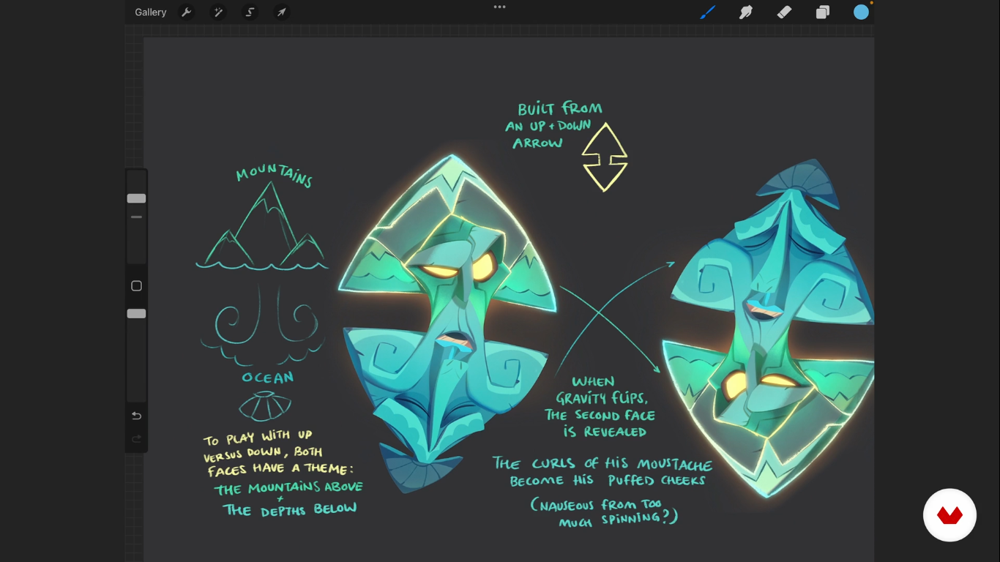 Gallery
BUILT FROM
AN UP + DOWN
ARROW
MOUNTAINS
OCEAN
TO PLAY WITH UP
VERSUS DOWN, BOTH
FACES HAVE A THEME:
THE MOUNTAINS ABOVE
+
THE DEPTHS BELOW
WHEN
GRAVITY FLIPS,
THE SECOND FACE
IS REVEALED
THE CURLS OF HIS MOUSTACHE
BECOME HIS PUFFED CHEEKS
(NAUSEOUS FROM TOO
MUCH SPINNING?)